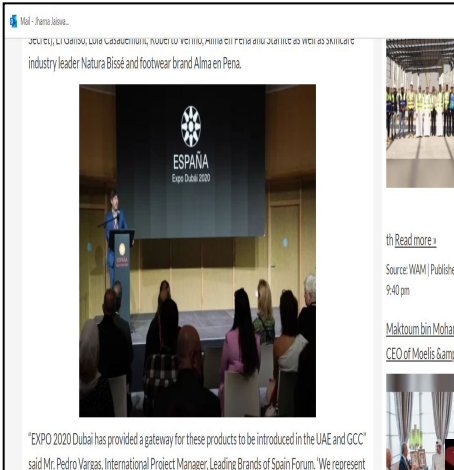 Mail - Jharna Jaiswa...
Secret), El Ganso, Lola Casademunt, Roberto Verino, Alma en Pena and Starlite as well as skincare
industry leader Natura Bissé and footwear brand Alma en Pena.
ESPAÑA
Expo Dubái 2020
"EXPO 2020 Dubai has provided a gateway for these products to be introduced in the UAE and GCC"
said Mr. Pedro Vargas, International Project Manager, Leading Brands of Spain Forum. 'We represent
th Read more »
Source: WAM | Publishe
9:40 pm
Maktoum bin Mohar
CEO of Moelis &amp